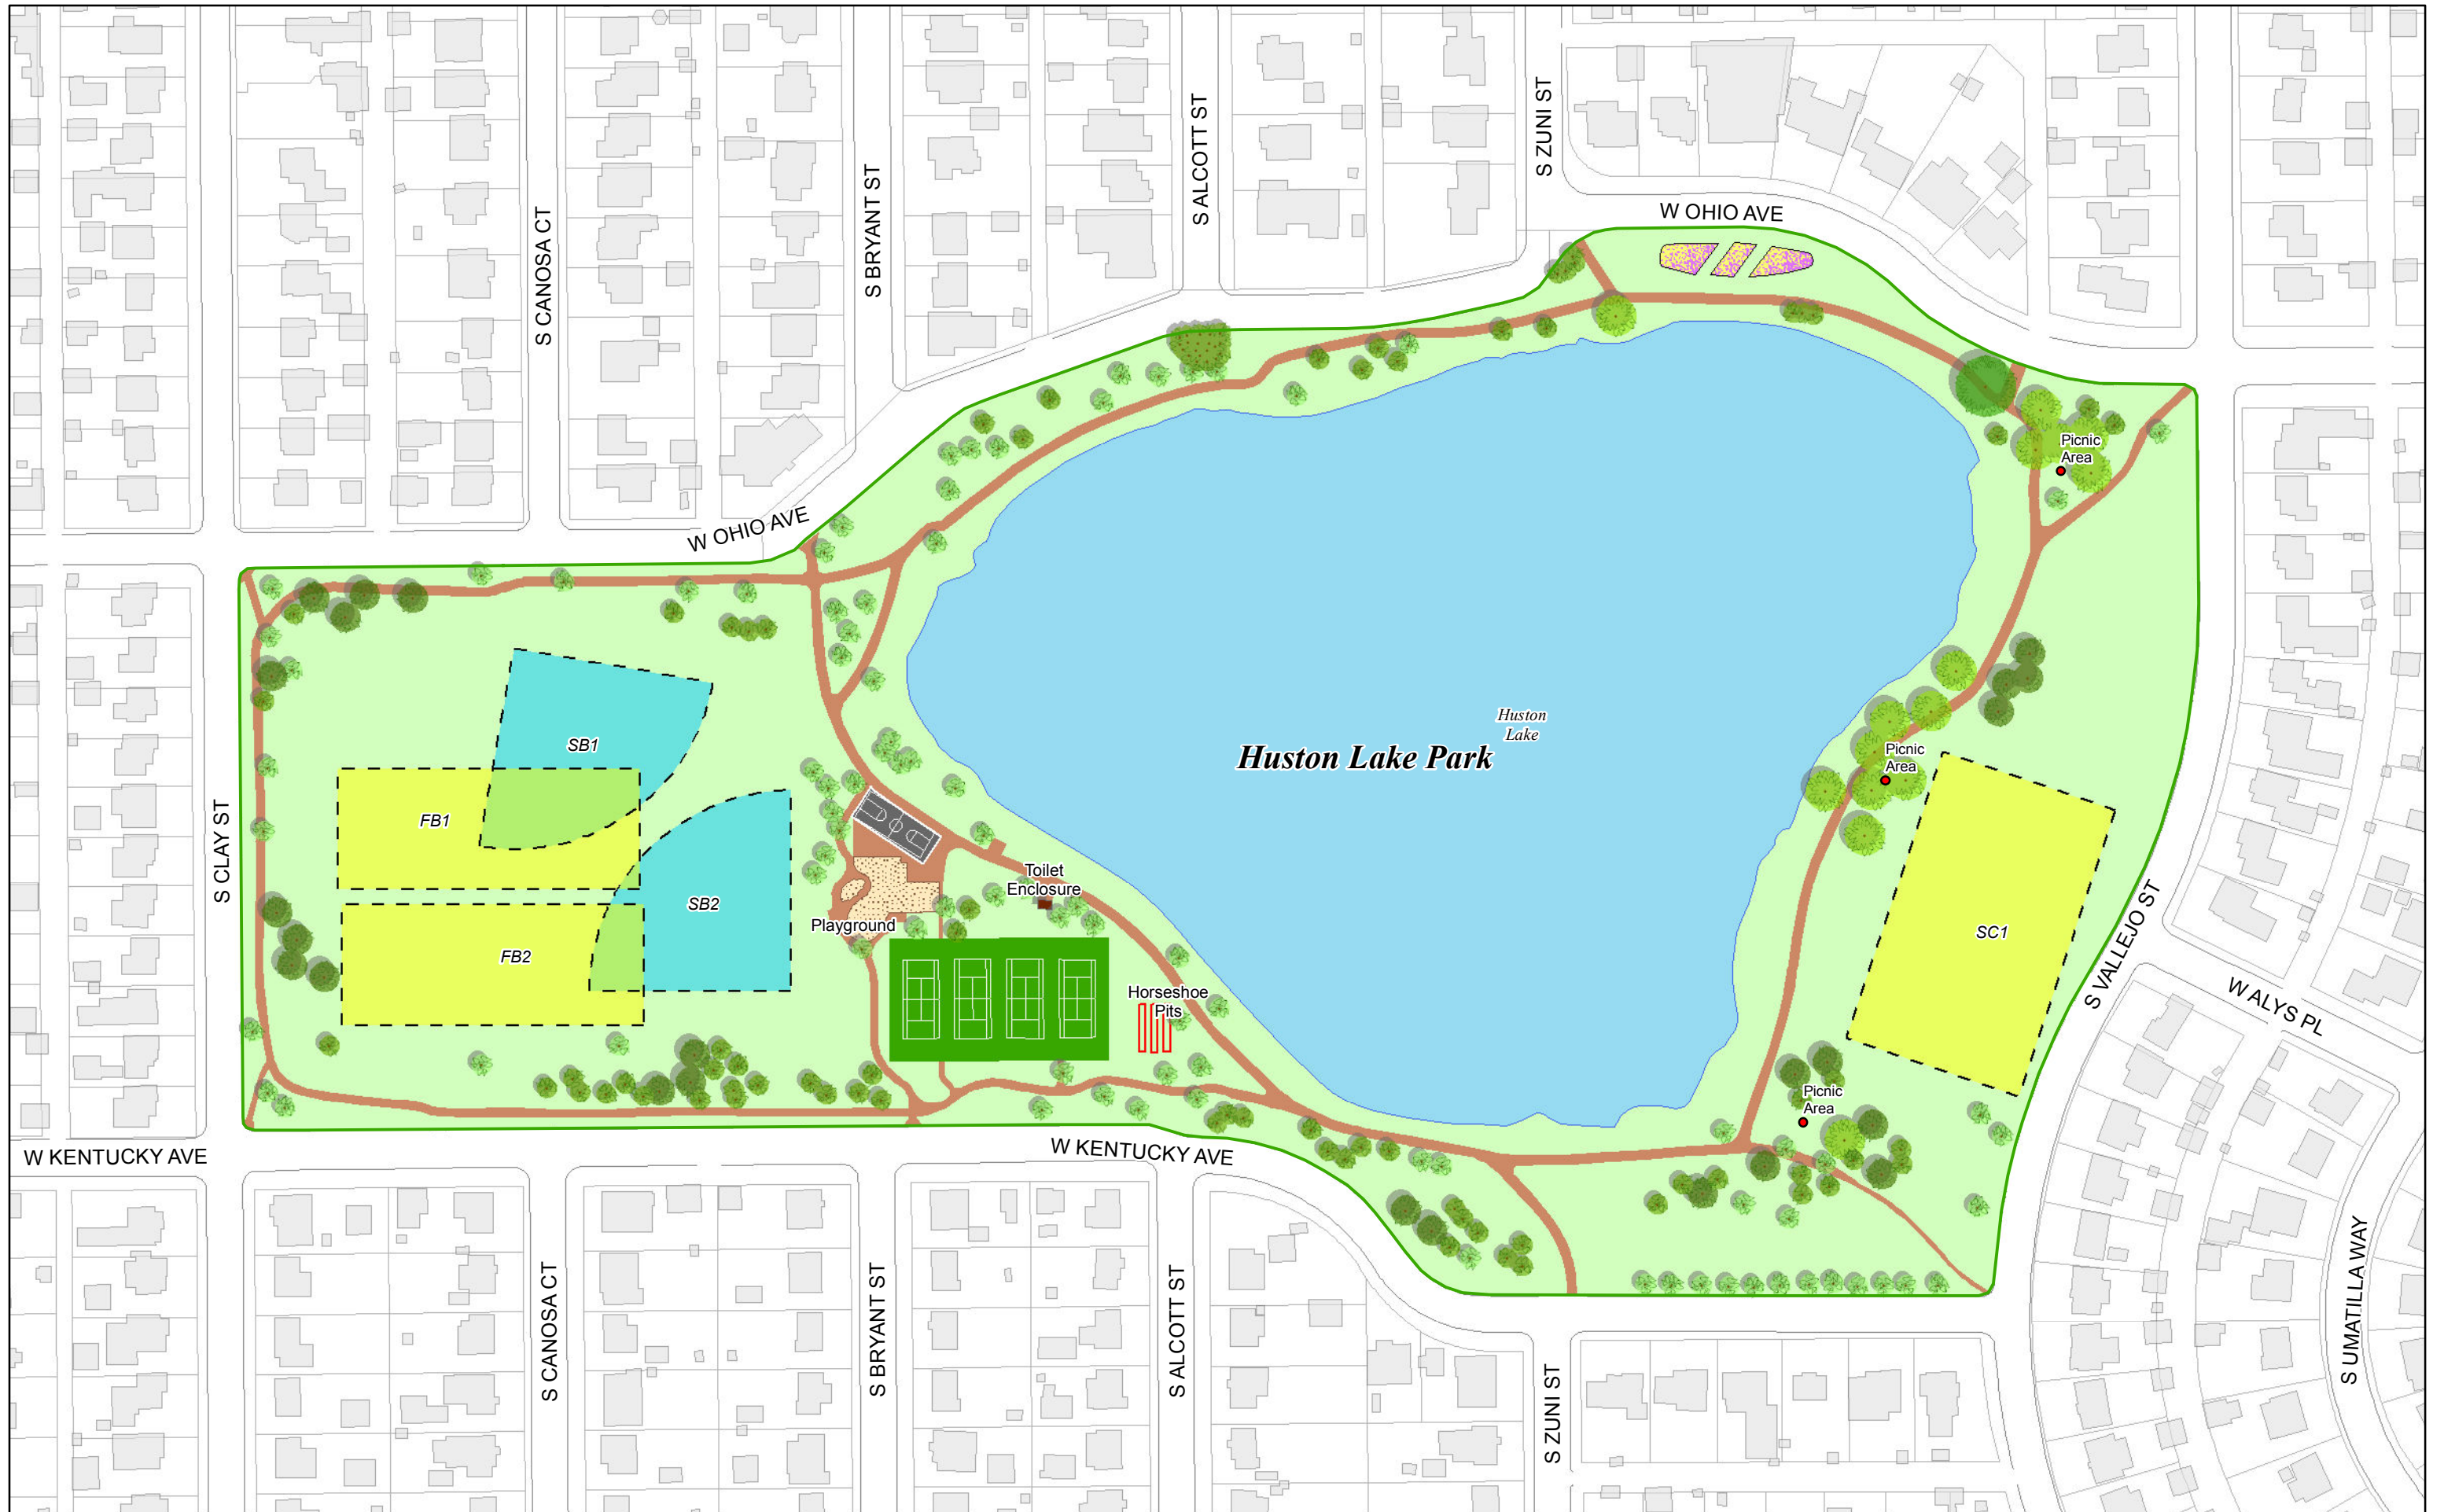 S ZUNI ST
S ALCOTT ST
S BRYANT ST
S CANOSA CT
W OHIO AVE
W OHIO AVE
Picnic
Area
Huston
Lake
Huston Lake Park
SB1
Picnic
Area
FB1
S CLAY ST
SB2
Toilet
Enclosure
Playground
SC1
FB2
S VALLEJO ST
Horseshoe
Pits
W ALYS PL
Picnic
Area
W KENTUCKY AVE
W KENTUCKY AVE
S CANOSA CT
S BRYANT ST
S ALCOTT ST
S ZUNI ST
S UMATILLA WAY